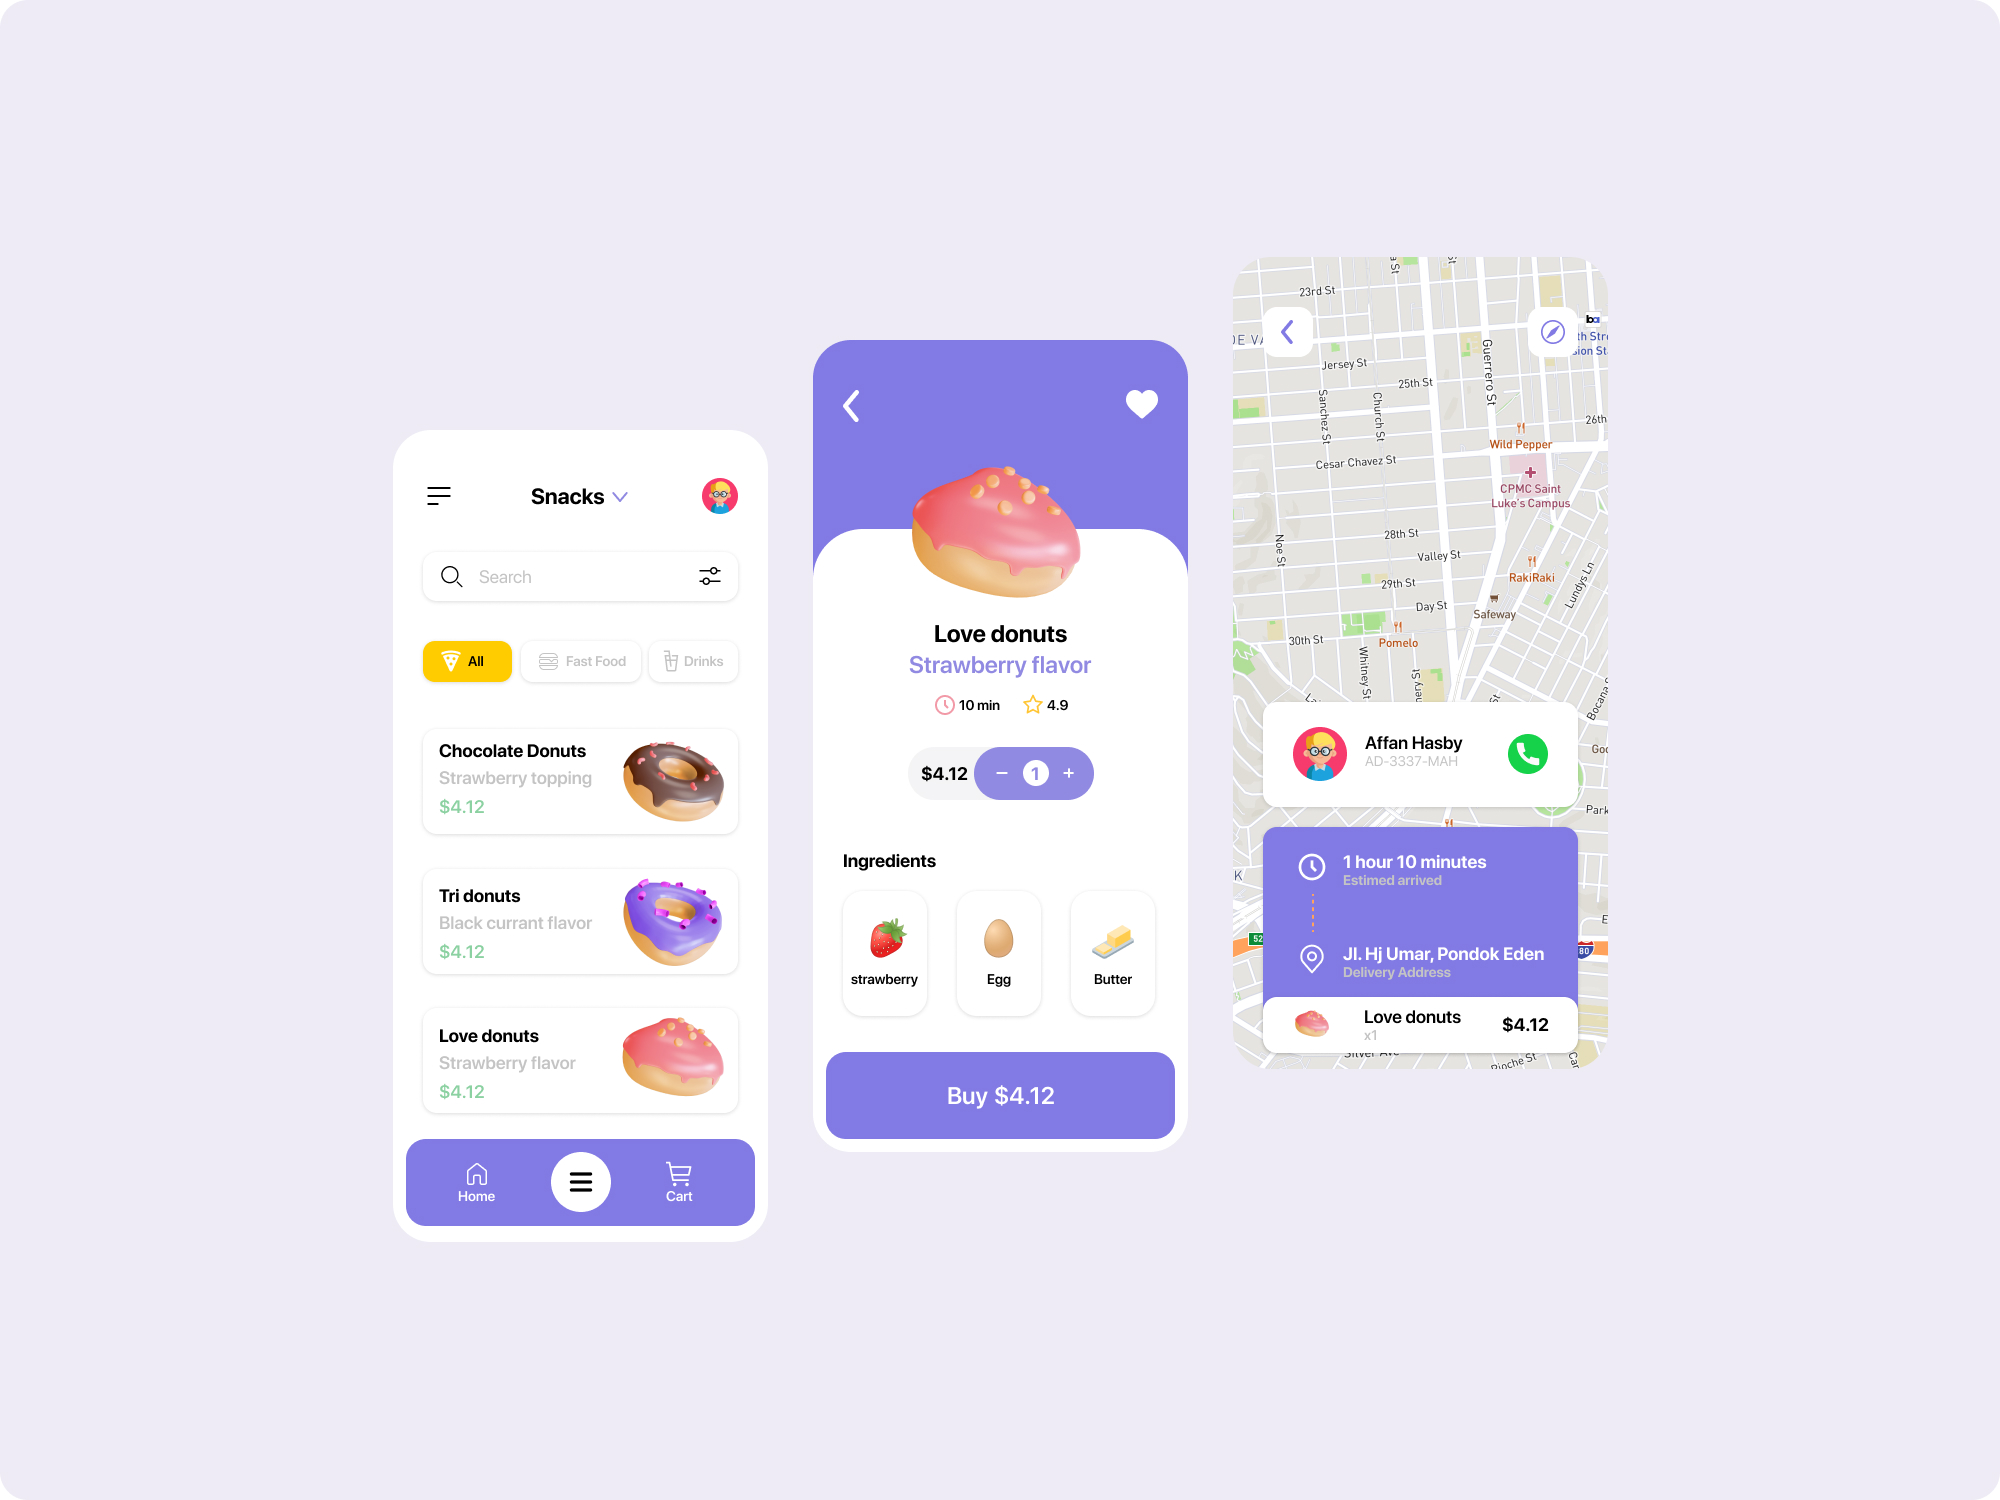 Snacks
Search
All
Fast Food
Drinks
Chocolate Donuts
Strawberry topping
$4.12
Tri donuts
Black currant flavor
$4.12
Love donuts
Strawberry flavor
$4.12
Home
Cart
Love donuts
Strawberry flavor
10 min
4.9
$4.12
1
Ingredients
strawberry
Egg
Butter
Buy $4.12
23rd St
Jersey St
25th St
Guerrero St
Sanchez St
Church St
26th
Wild Pepper
Cesar Chavez St
CPMC Saint
Luke's Campus
28th St
Noe St
Valley St
RakiRaki
29th St
Lundys Ln
Day St
Safeway
30th St
Pomelo
Whitney St
Affan Hasby
AD-3337-MAH
Park
1 hour 10 minutes
Estimed arrived
52
80
Jl. Hj Umar, Pondok Eden
Delivery Address
Love donuts
x1
$4.12
Silver Ave